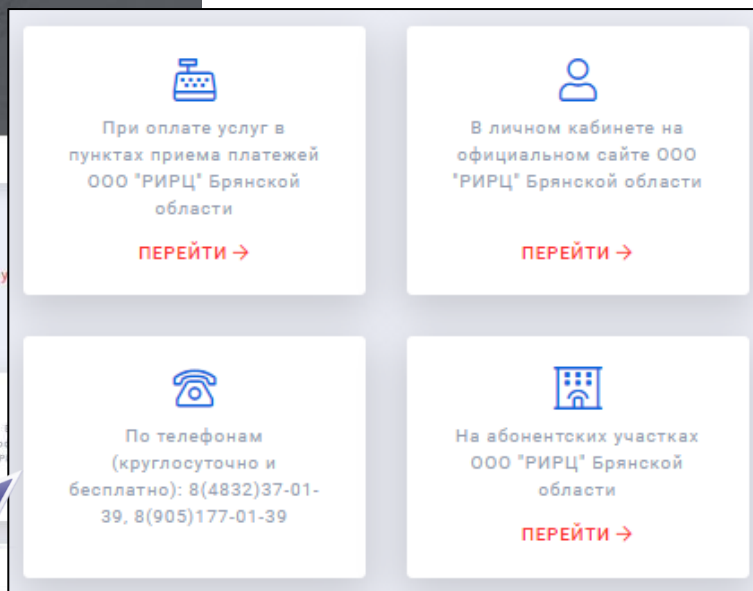 При оплате услуг в
пунктах приема платежей
ООО "РИРЦ" Брянской
области
ПЕРЕЙТИ →
В личном кабинете на
официальном сайте ООО
"РИРЦ" Брянской области
ПЕРЕЙТИ →
По телефонам
(круглосуточно и
бесплатно): 8(4832)37-01-
39, 8(905)177-01-39
На абонентских участках
ООО "РИРЦ" Брянской
области
ПЕРЕЙТИ →